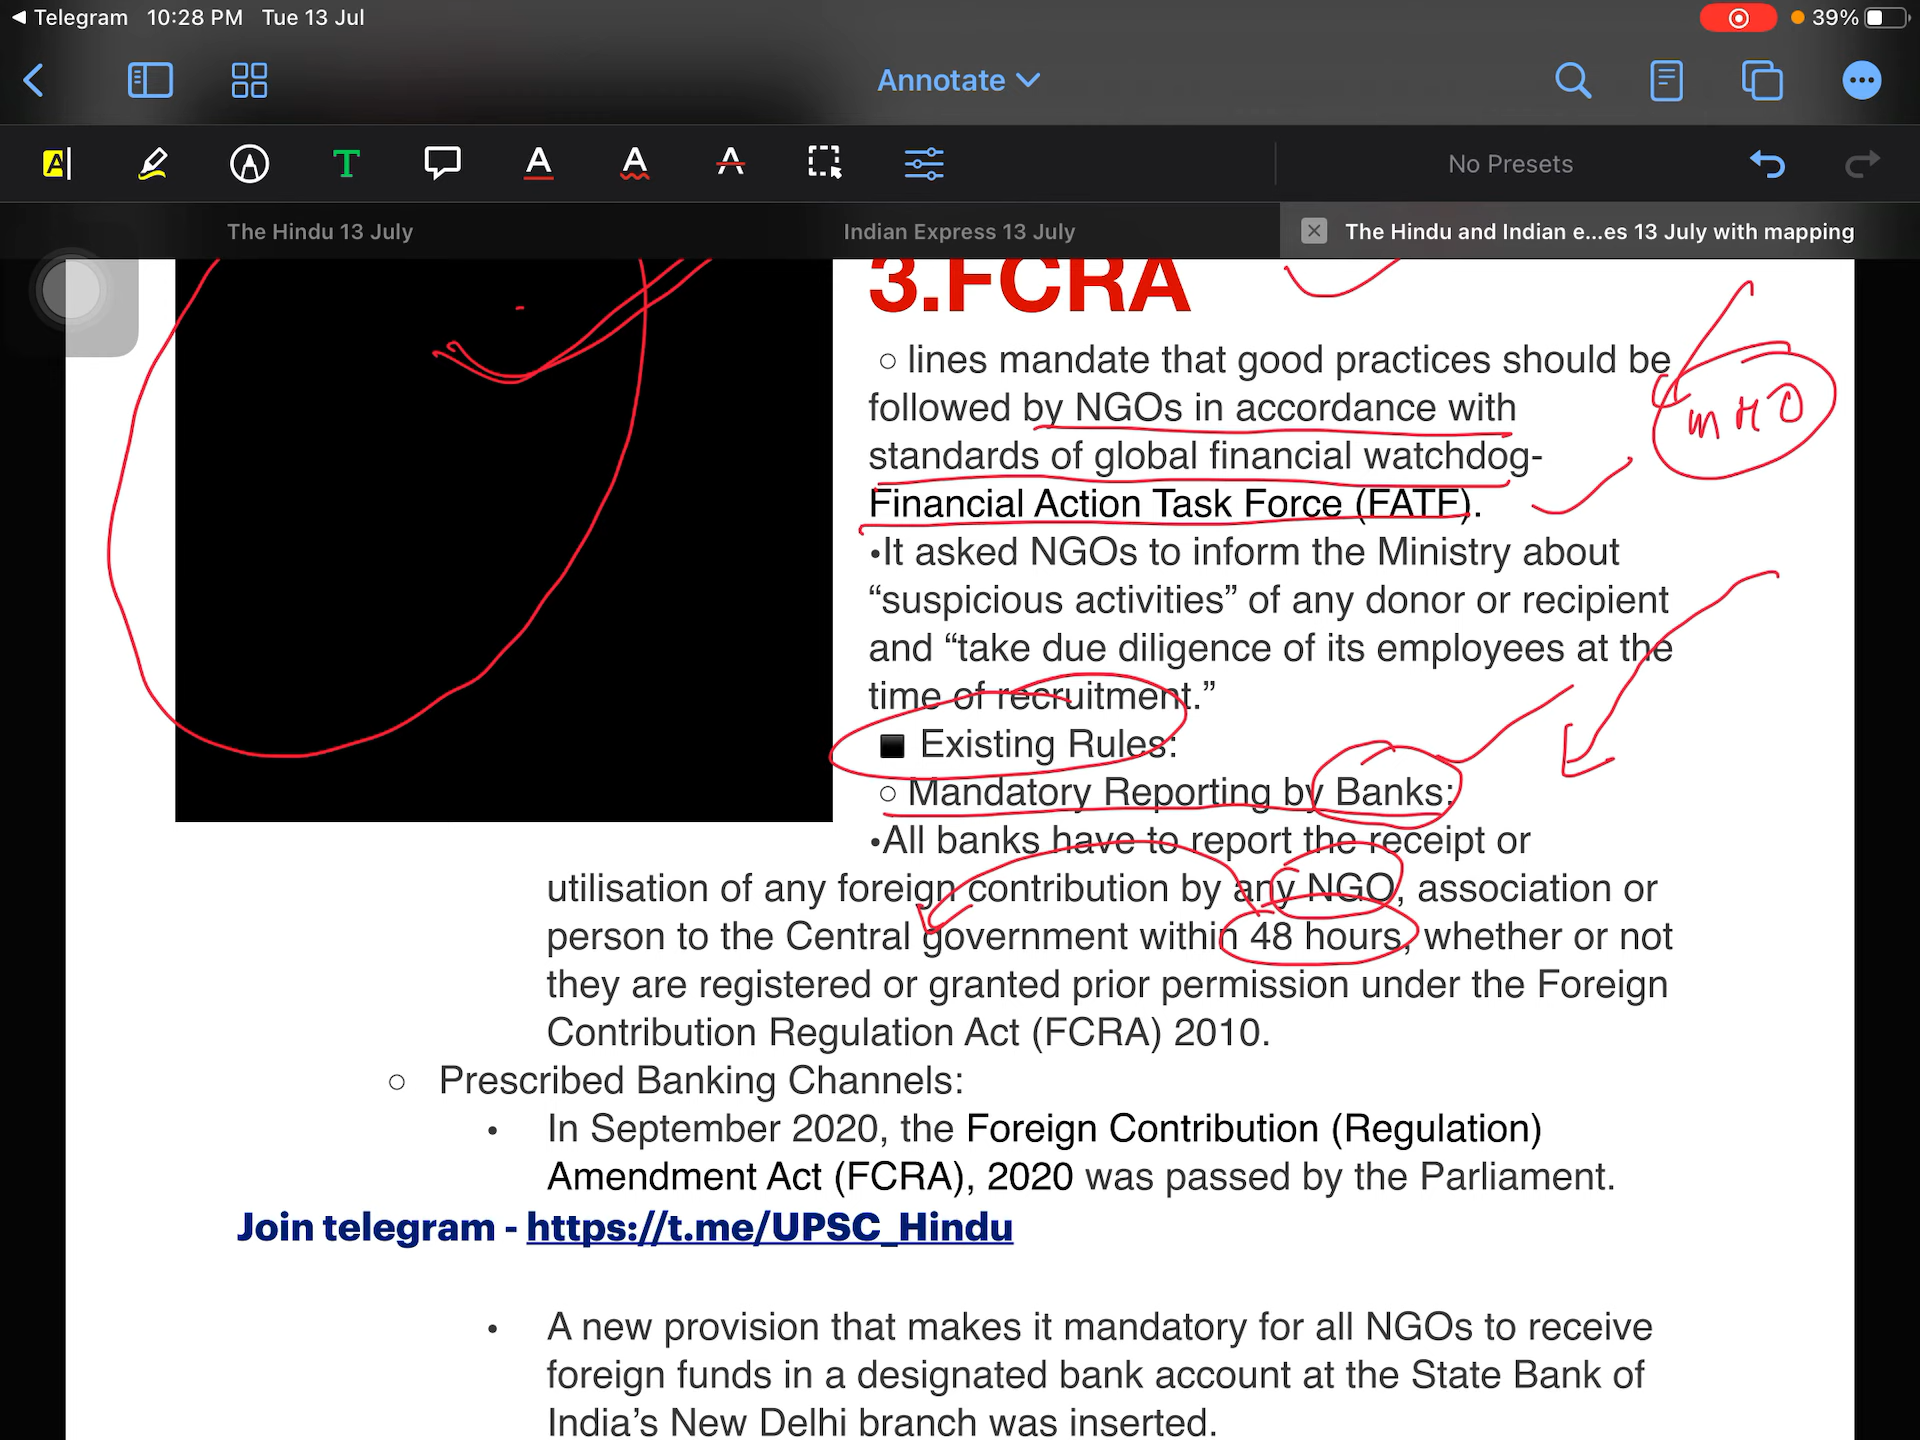 Telegram 10:28 PM Tue 13 Jul
39%
Annotate
A
T
A
A
A
No Presets
The Hindu 13 July
Indian Express 13 July
The Hindu and Indian e...es 13 July with mapping
3.FCRA
○ lines mandate that good practices should be
followed by NGOs in accordance with
standards of global financial watchdog-
Financial Action Task Force (FATF).
•It asked NGOs to inform the Ministry about
“suspicious activities” of any donor or recipient
and “take due diligence of its employees at the
time of recruitment.”
■ Existing Rules:
○ Mandatory Reporting by Banks:
•All banks have to report the receipt or
utilisation of any foreign contribution by any NGO, association or
person to the Central government within 48 hours, whether or not
they are registered or granted prior permission under the Foreign
Contribution Regulation Act (FCRA) 2010.
○ Prescribed Banking Channels:
• In September 2020, the Foreign Contribution (Regulation)
Amendment Act (FCRA), 2020 was passed by the Parliament.
Join telegram - https://t.me/UPSC_Hindu
• A new provision that makes it mandatory for all NGOs to receive
foreign funds in a designated bank account at the State Bank of
India’s New Delhi branch was inserted.